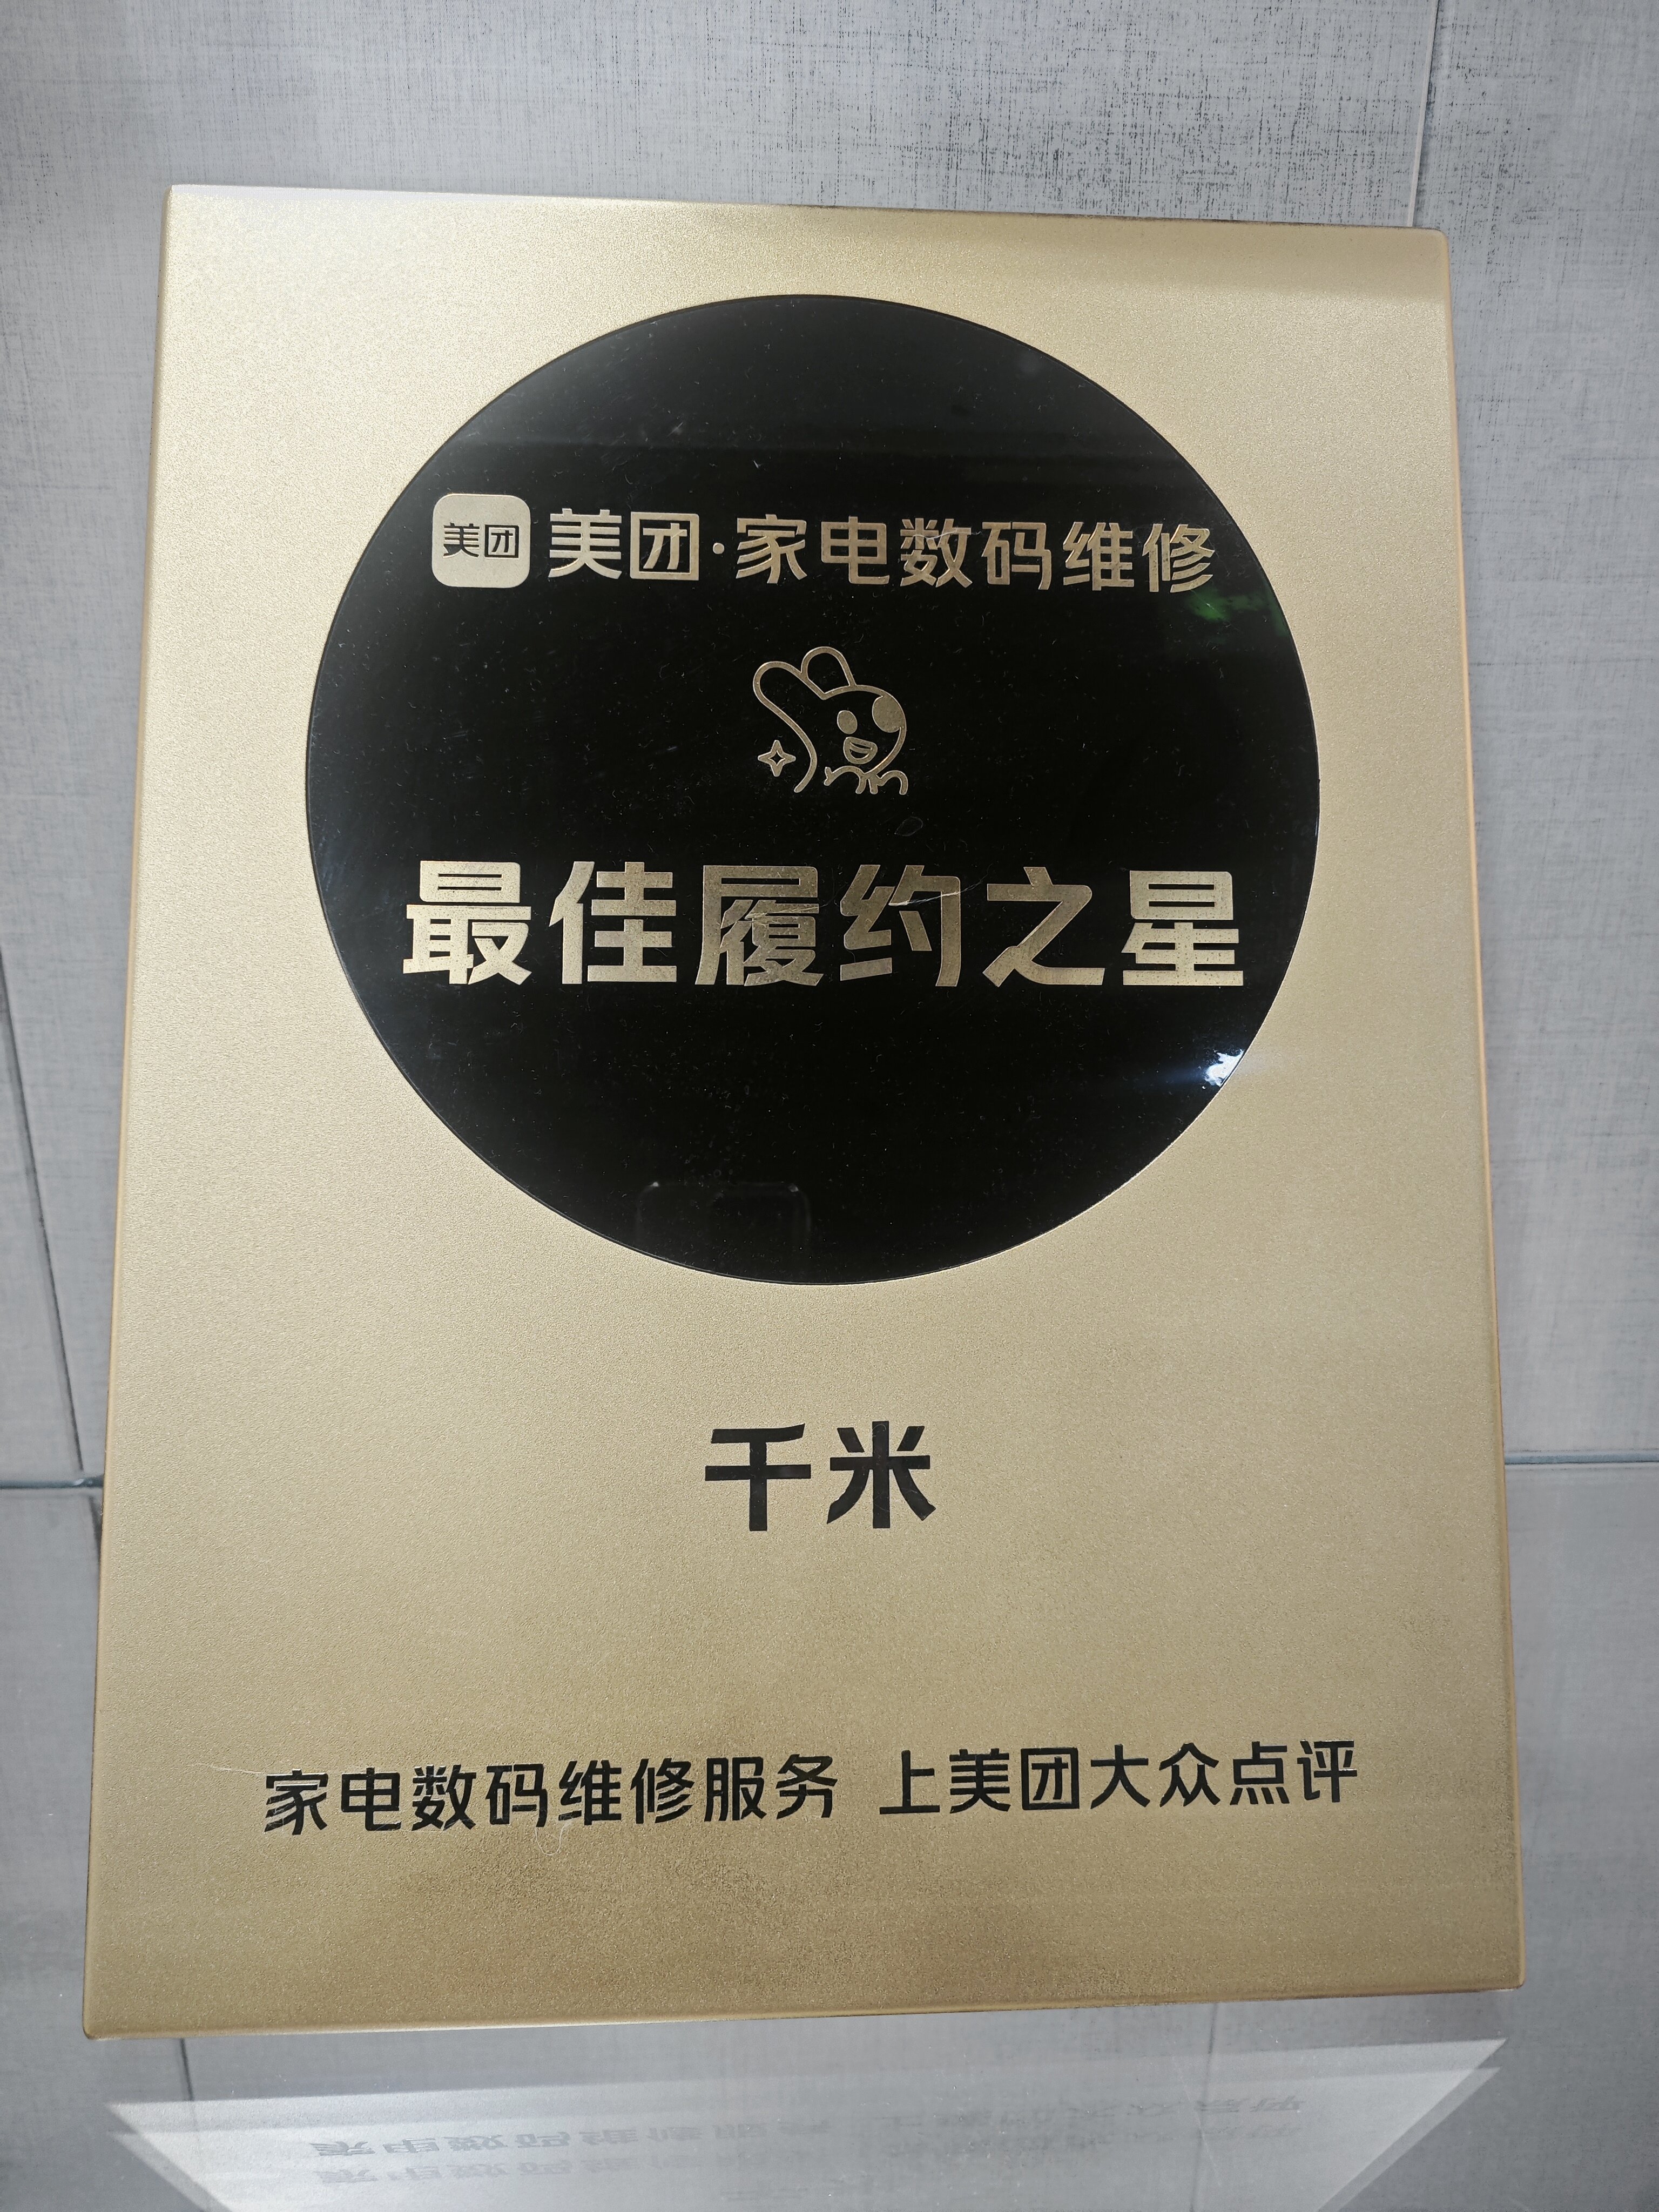 美团 美团·家电数码维修
最佳履约之星
千米
家电数码维修服务 上美团大众点评